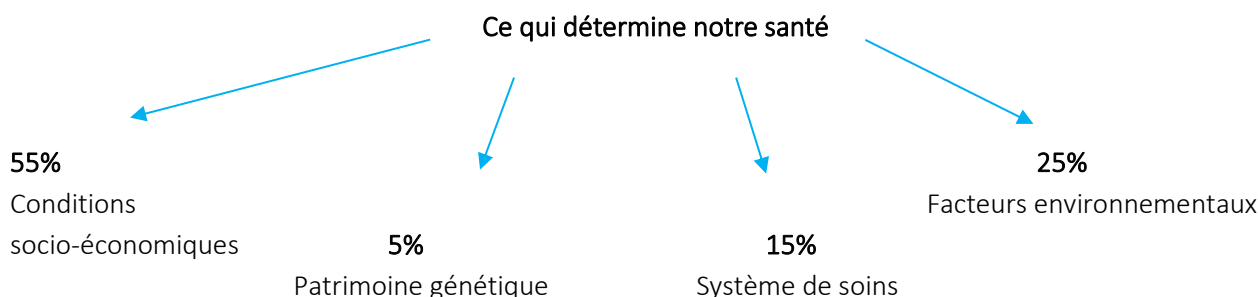 Ce qui détermine notre santé
55%
Conditions
socio-économiques
5%
Patrimoine génétique
15%
Système de soins
25%
Facteurs environnementaux